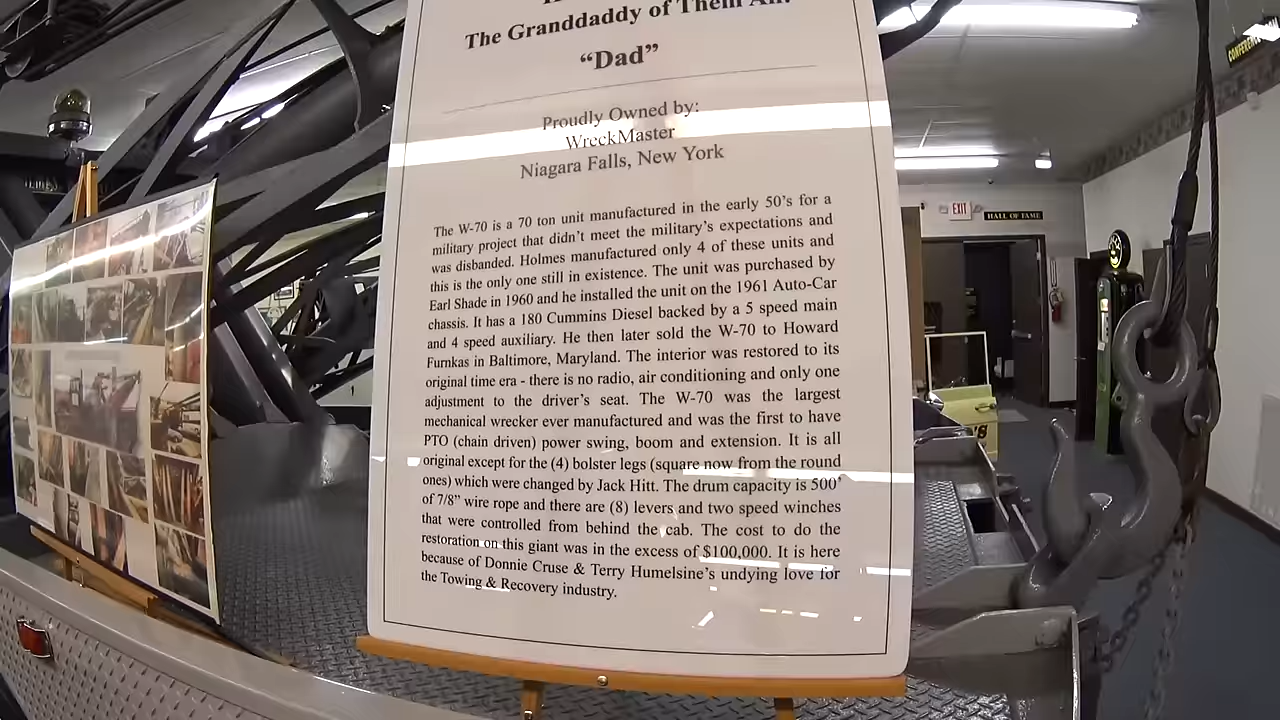 The Granddaddy of Them All.
“Dad”
Proudly Owned by:
WreckMaster
Niagara Falls, New York
The W-70 is a 70 ton unit manufactured in the early 50’s for a
military project that didn’t meet the military’s expectations and
was disbanded. Holmes manufactured only 4 of these units and
this is the only one still in existence. The unit was purchased by
Earl Shade in 1960 and he installed the unit on the 1961 Auto-Car
chassis. It has a 180 Cummins Diesel backed by a 5 speed main
and 4 speed auxiliary. He then later sold the W-70 to Howard
Furnkas in Baltimore, Maryland. The interior was restored to its
original time era - there is no radio, air conditioning and only one
adjustment to the driver’s seat. The W-70 was the largest
mechanical wrecker ever manufactured and was the first to have
PTO (chain driven) power swing, boom and extension. It is all
original except for the (4) bolster legs (square now from the round
ones) which were changed by Jack Hitt. The drum capacity is 500’
of 7/8” wire rope and there are (8) levers and two speed winches
that were controlled from behind the cab. The cost to do the
restoration on this giant was in the excess of $100,000. It is here
because of Donnie Cruse & Terry Humelsine’s undying love for
the Towing & Recovery industry.
EXIT
HALL OF FAME
CONFERENCE